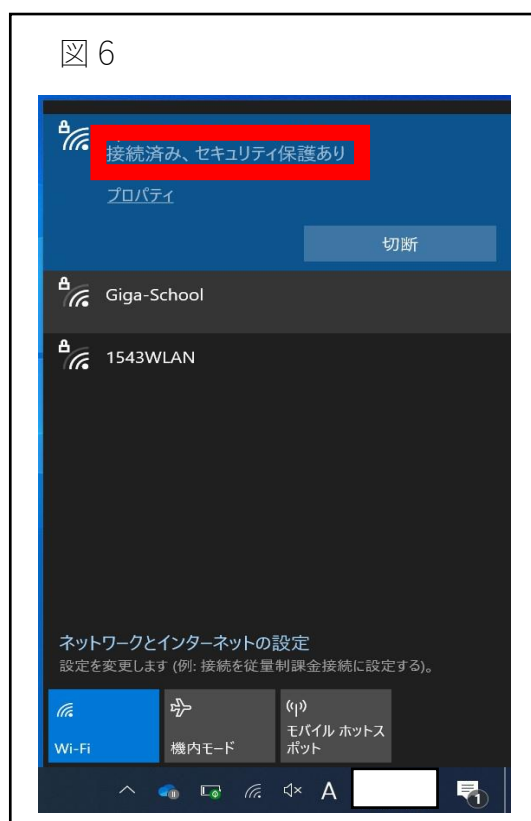 図 6
接続済み、セキュリティ保護あり
プロパティ
切断
Giga-School
1543WLAN
ネットワークとインターネットの設定
設定を変更します (例: 接続を従量制課金接続に設定する)。
Wi-Fi
機内モード
モバイル ホットス
ポット
A
1